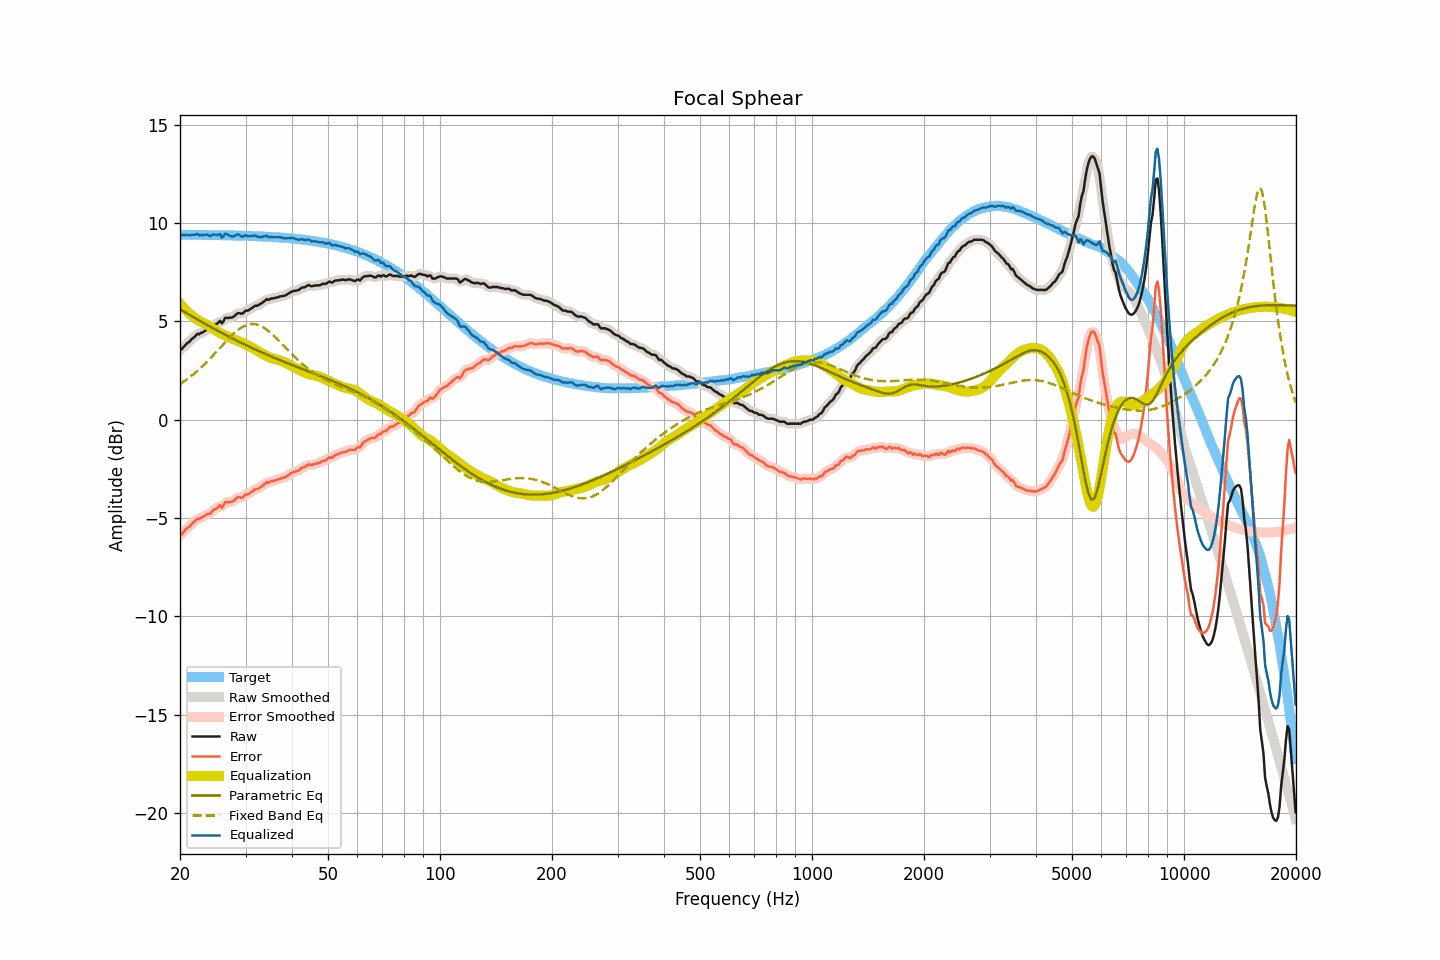 Focal Sphear
Amplitude (dBr)
15
10
5
0
−5
−10
−15
−20
Target
Raw Smoothed
Error Smoothed
Raw
Error
Equalization
Parametric Eq
Fixed Band Eq
Equalized
20 50 100 200 500 1000 2000 5000 10000 20000
Frequency (Hz)